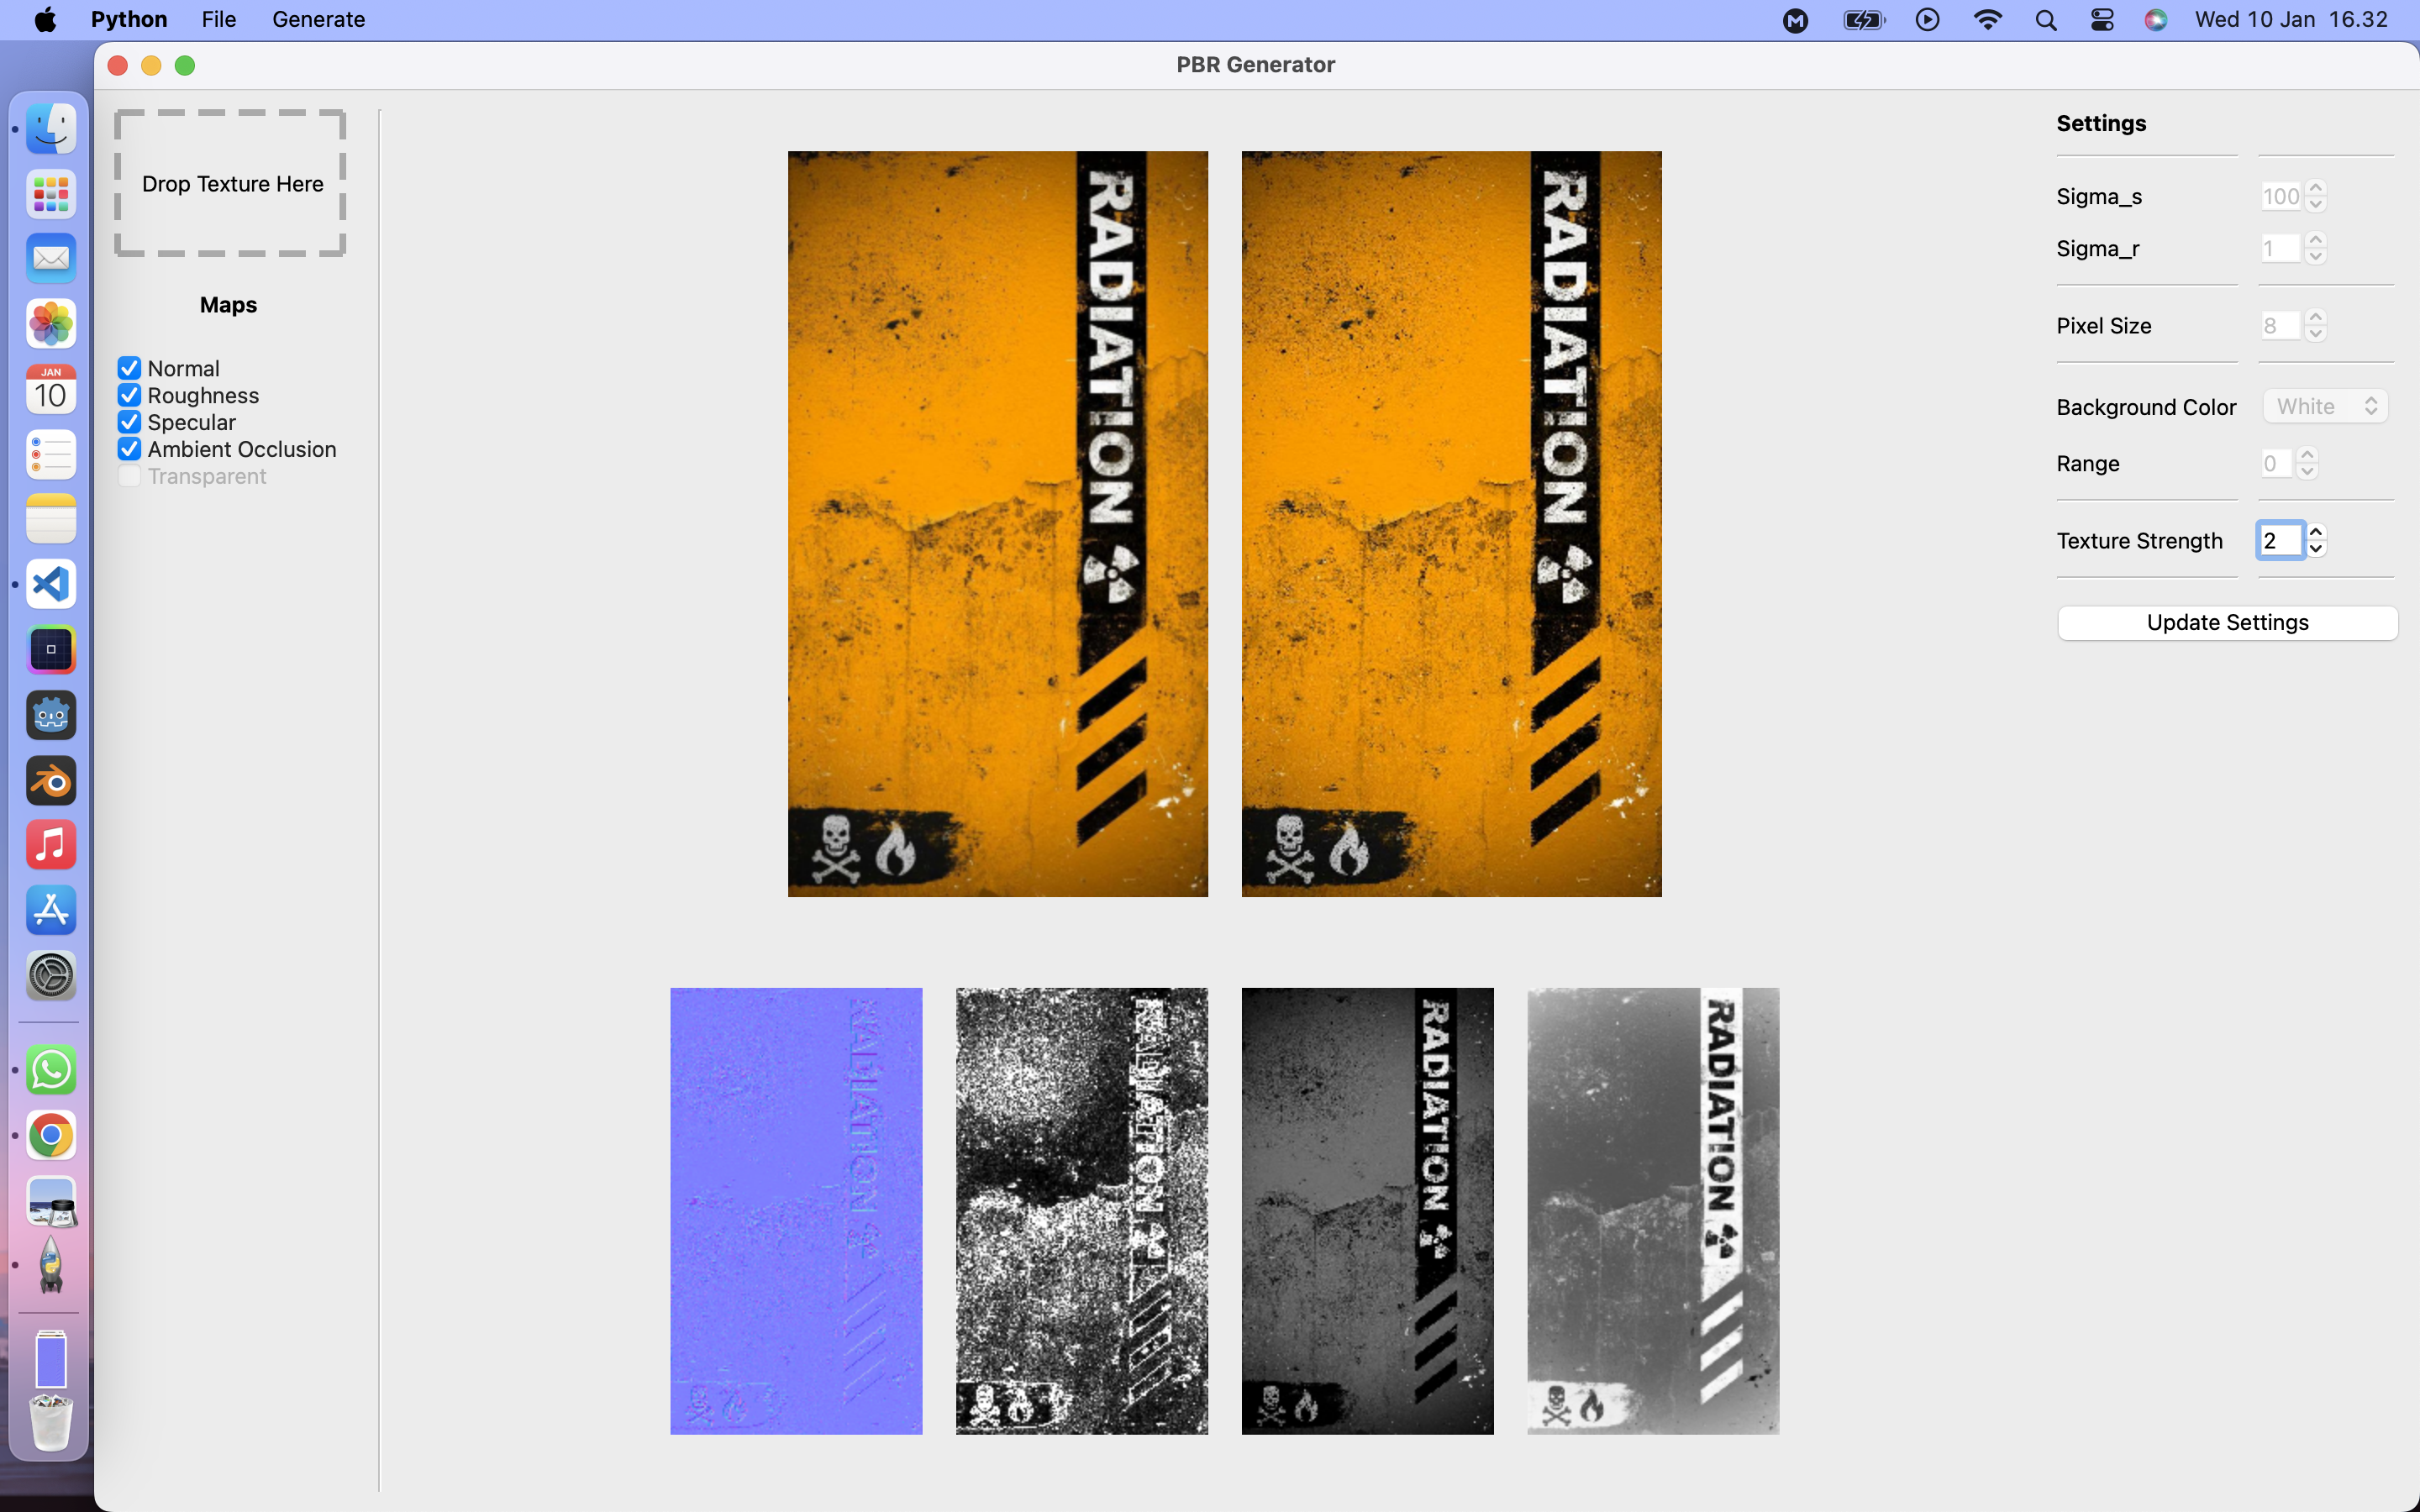 Python File Generate
Wed 10 Jan 16.32
PBR Generator
JAN
10
Drop Texture Here
Maps
Normal
Roughness
Specular
Ambient Occlusion
Transparent
RADIATION
RADIATION
RADIATION
RADIATION
RADIATION
RADIATION
Settings
Sigma_s 100
Sigma_r 1
Pixel Size 8
Background Color White
Range 0
Texture Strength 2
Update Settings